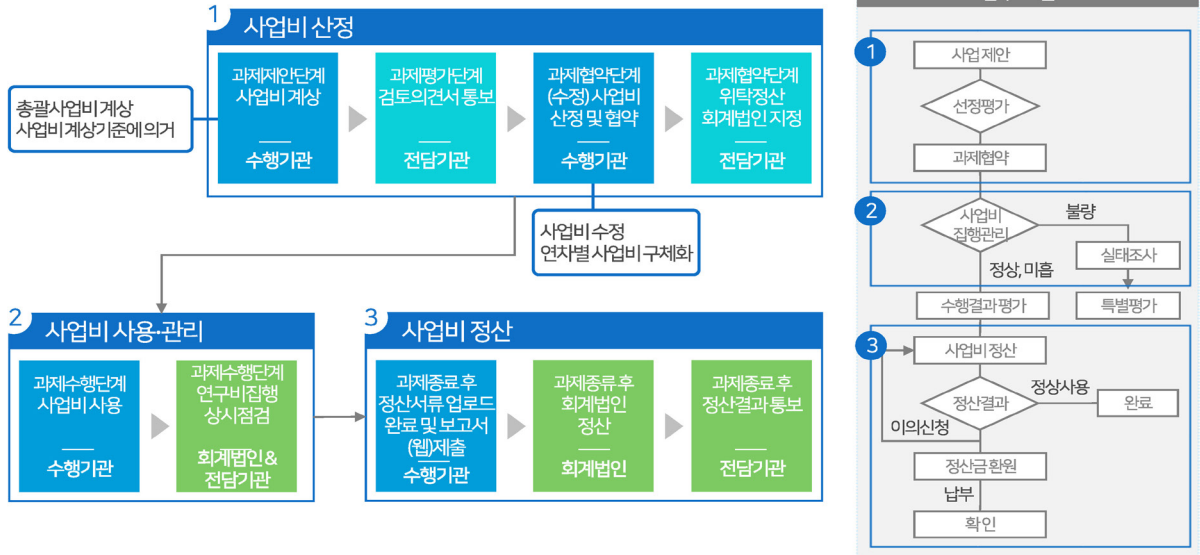 1
사업비 산정
과제제안단계
사업비 계상
수행기관
과제평가단계
검토의견서 통보
전담기관
과제협약단계
(수정) 사업비
산정 및 협약
수행기관
과제협약단계
위탁정산
회계법인 지정
전담기관
총괄사업비 계상
사업비 계상기준에 의거
사업비 수정
연차별 사업비 구체화
2
사업비 사용·관리
과제수행단계
사업비 사용
수행기관
과제수행단계
연구비집행
상시점검
회계법인 &
전담기관
3
사업비 정산
과제종료 후
정산서류 업로드
완료 및 보고서
(웹)제출
수행기관
과제종류 후
회계법인
정산
회계법인
과제종료 후
정산결과 통보
전담기관
1
사업 제안
선정평가
과제협약
2
사업비
집행관리
불량
실태조사
정상, 미흡
수행결과 평가
특별평가
3
사업비 정산
정산결과
정상사용
완료
이의신청
정산금 환원
납부
확인